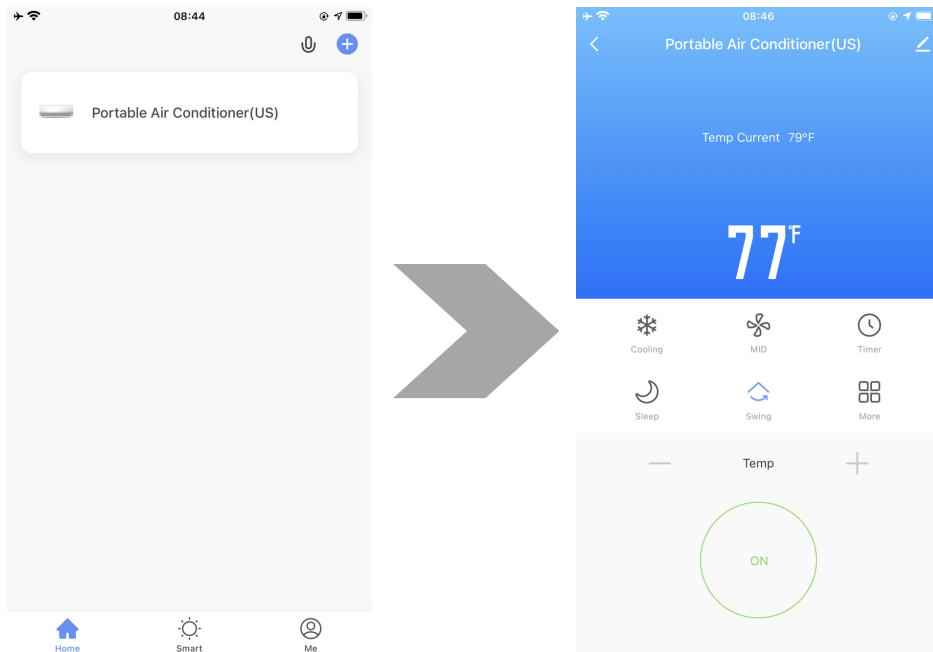 08:44
Portable Air Conditioner(US)
Home
Smart
Me
08:46
Portable Air Conditioner(US)
Temp Current 79°F
77°F
Cooling
MID
Timer
Sleep
Swing
More
Temp
ON